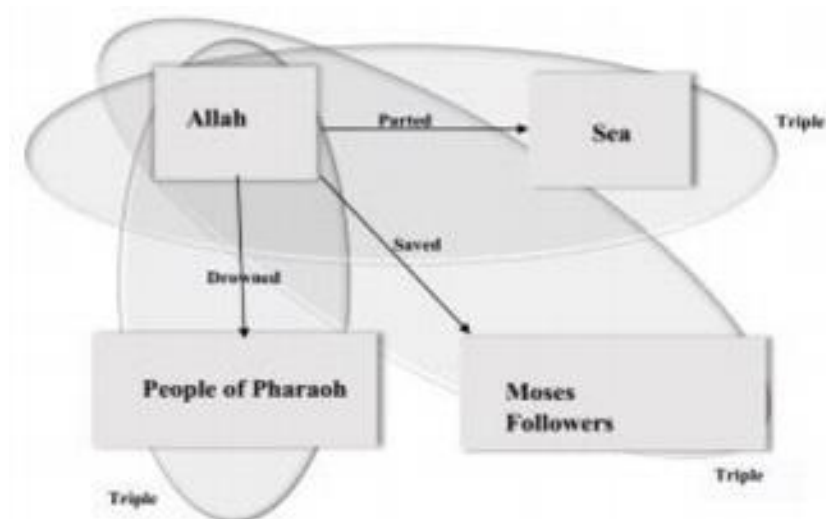 Allah
Parted
Sea
Triple
Saved
Drowned
People of Pharaoh
Moses
Followers
Triple
Triple